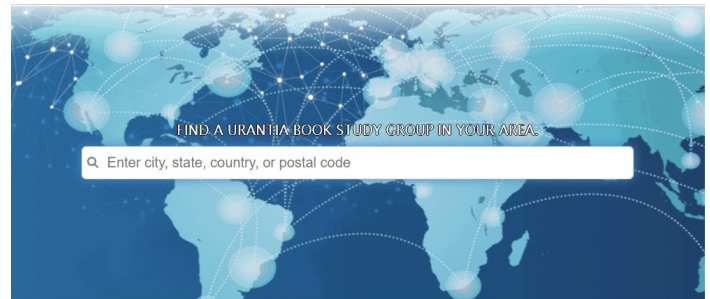 FIND A URANTIA BOOK STUDY GROUP IN YOUR AREA.
Enter city, state, country, or postal code